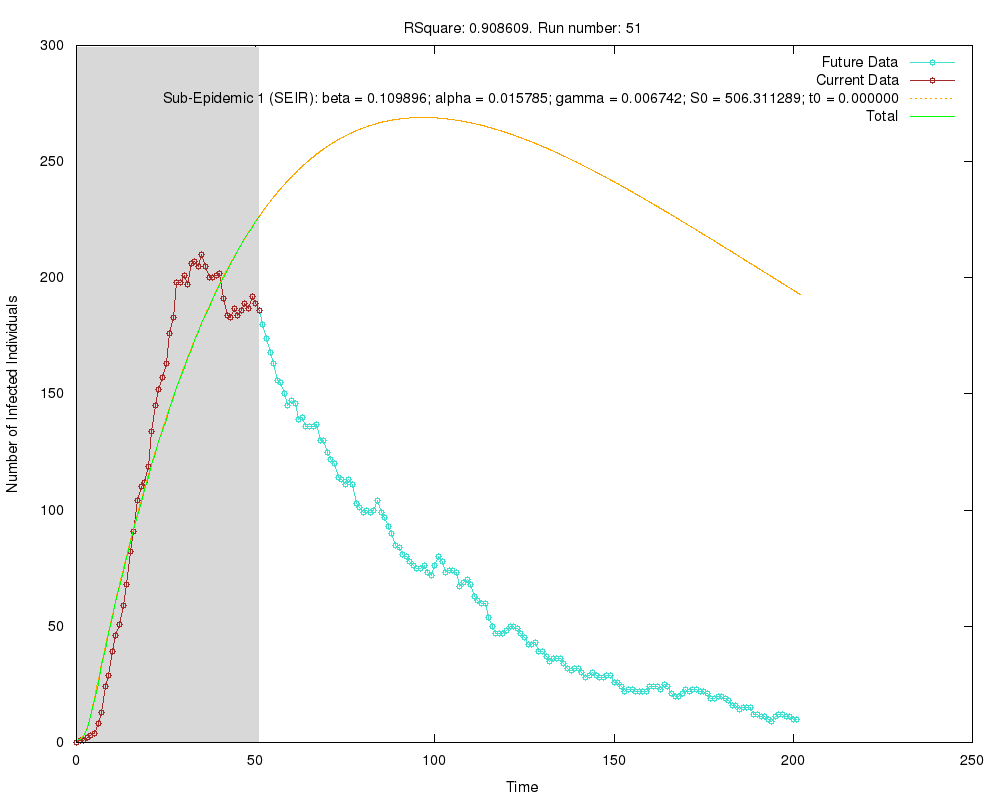 RSquare: 0.908609. Run number: 51
300
250
200
150
100
50
0
Number of Infected Individuals
Future Data
Current Data
Sub-Epidemic 1 (SEIR): beta = 0.109896; alpha = 0.015785; gamma = 0.006742; S0 = 506.311289; t0 = 0.000000
Total
0 50 100 150 200 250
Time